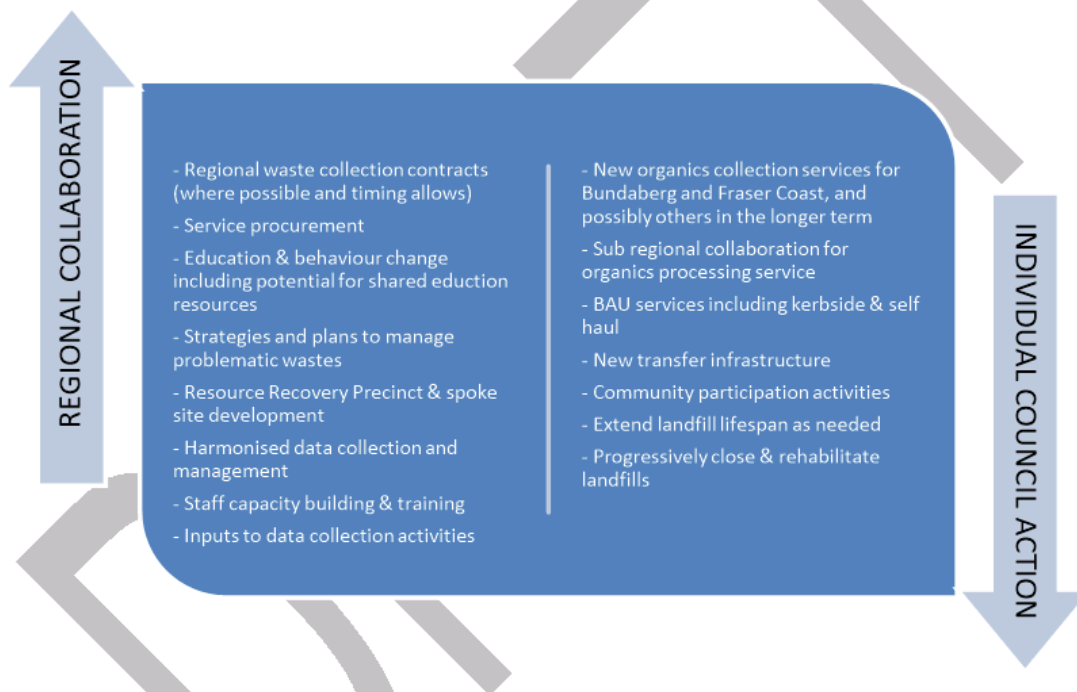 REGIONAL COLLABORATION
- Regional waste collection contracts
(where possible and timing allows)
- Service procurement
- Education & behaviour change
including potential for shared eduction
resources
- Strategies and plans to manage
problematic wastes
- Resource Recovery Precinct & spoke
site development
- Harmonised data collection and
management
- Staff capacity building & training
- Inputs to data collection activities
- New organics collection services for
Bundaberg and Fraser Coast, and
possibly others in the longer term
- Sub regional collaboration for
organics processing service
- BAU services including kerbside & self
haul
- New transfer infrastructure
- Community participation activities
- Extend landfill lifespan as needed
- Progressively close & rehabilitate
landfills
INDIVIDUAL COUNCIL ACTION